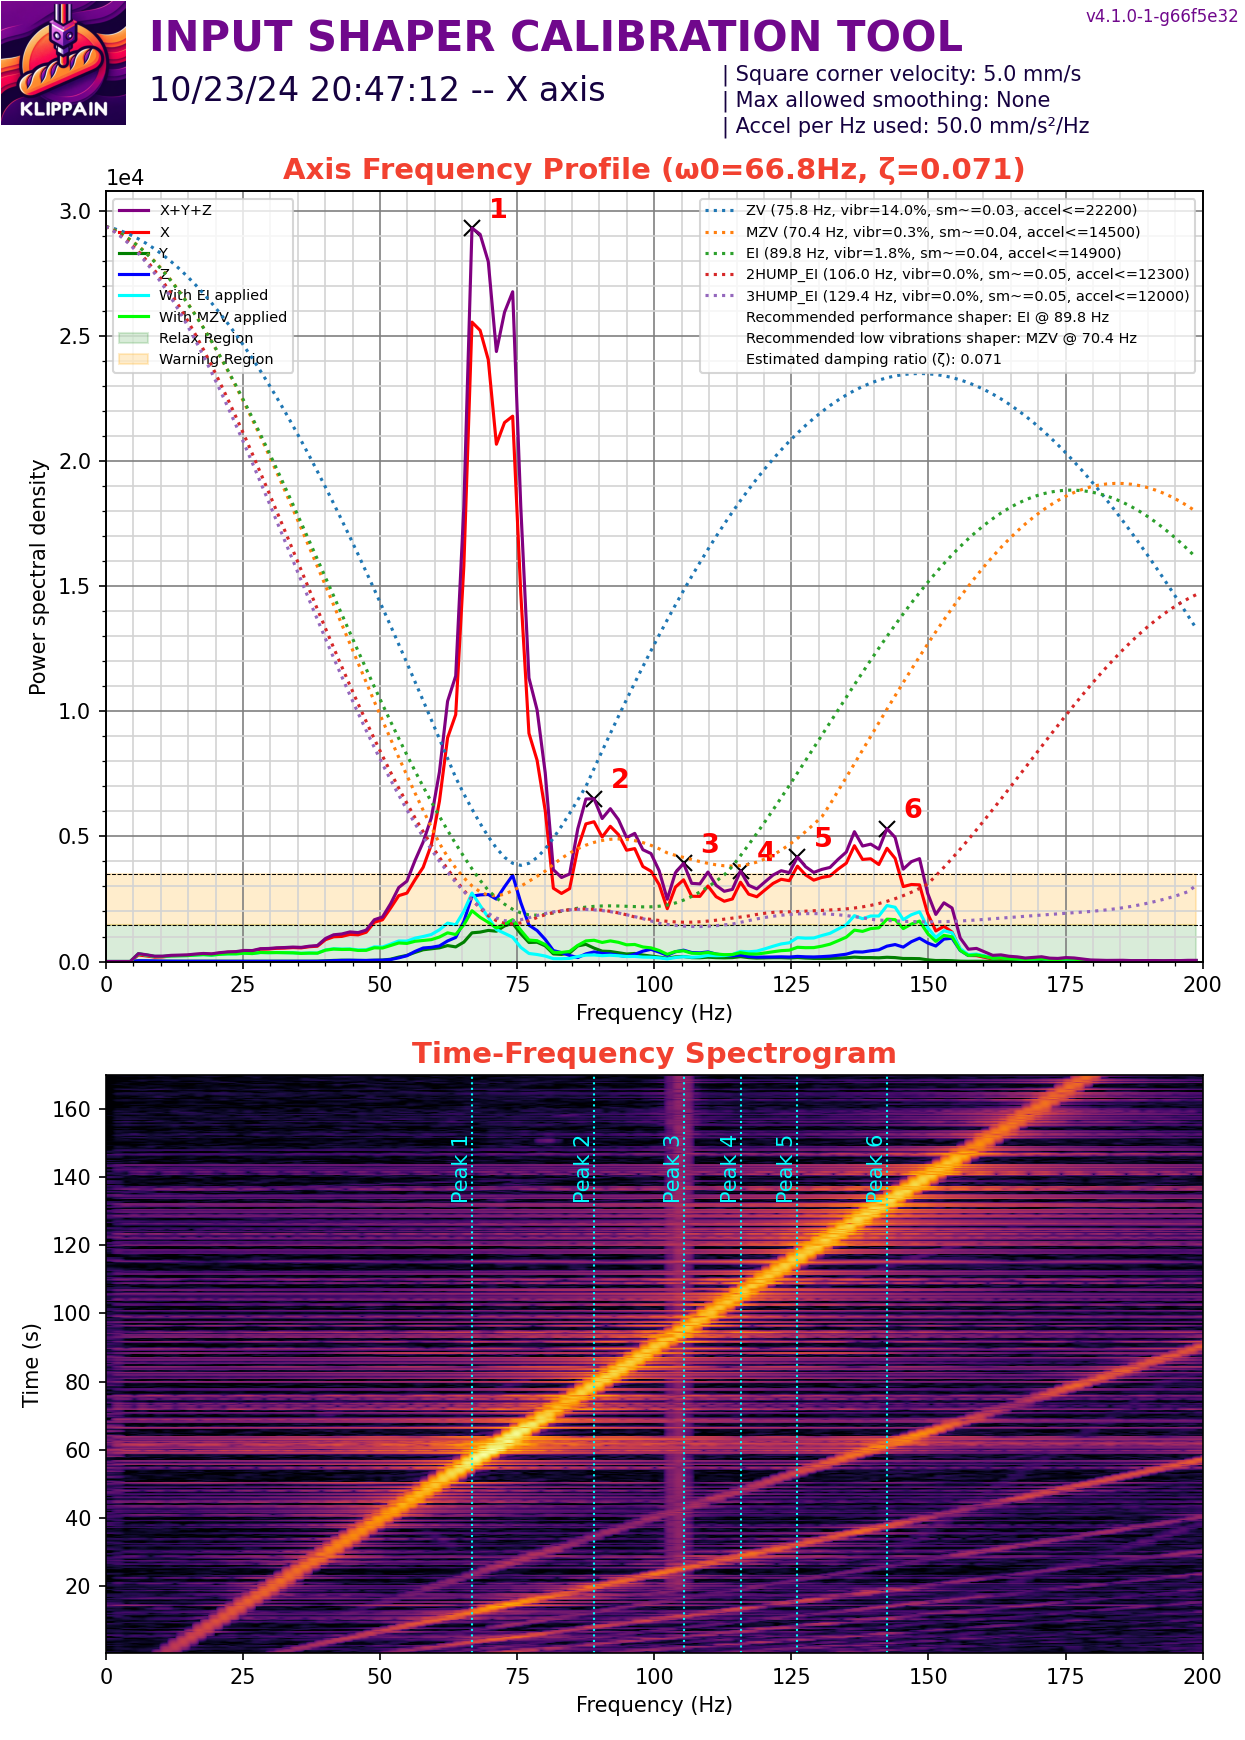 v4.1.0-1-g66f5e32
INPUT SHAPER CALIBRATION TOOL
10/23/24 20:47:12 -- X axis
| Square corner velocity: 5.0 mm/s
| Max allowed smoothing: None
| Accel per Hz used: 50.0 mm/s²/Hz
KLIPPAIN
Axis Frequency Profile (ω0=66.8Hz, ζ=0.071)
1e4
X+Y+Z
X
Y
Z
With EI applied
With MZV applied
Relax Region
Warning Region
ZV (75.8 Hz, vibr=14.0%, sm~=0.03, accel<=22200)
MZV (70.4 Hz, vibr=0.3%, sm~=0.04, accel<=14500)
EI (89.8 Hz, vibr=1.8%, sm~=0.04, accel<=14900)
2HUMP_EI (106.0 Hz, vibr=0.0%, sm~=0.05, accel<=12300)
3HUMP_EI (129.4 Hz, vibr=0.0%, sm~=0.05, accel<=12000)
Recommended performance shaper: EI @ 89.8 Hz
Recommended low vibrations shaper: MZV @ 70.4 Hz
Estimated damping ratio (ζ): 0.071
1
2
3
4
5
6
Power spectral density
3.0
2.5
2.0
1.5
1.0
0.5
0.0
0 25 50 75 100 125 150 175 200
Frequency (Hz)
Time-Frequency Spectrogram
Peak 1
Peak 2
Peak 3
Peak 4
Peak 5
Peak 6
Time (s)
160
140
120
100
80
60
40
20
0 25 50 75 100 125 150 175 200
Frequency (Hz)